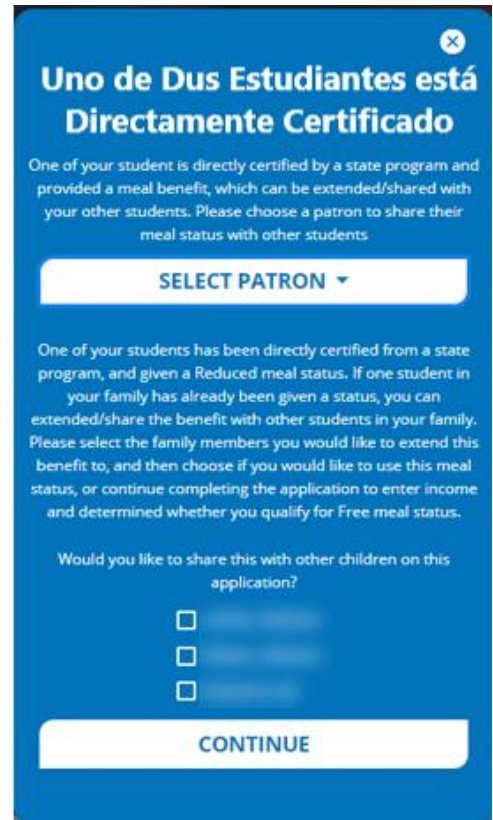 Uno de Dus Estudiantes está
Directamente Certificado
One of your student is directly certified by a state program and
provided a meal benefit, which can be extended/shared with
your other students. Please choose a patron to share their
meal status with other students
SELECT PATRON
One of your students has been directly certified from a state
program, and given a Reduced meal status. If one student in
your family has already been given a status, you can
extended/share the benefit with other students in your family.
Please select the family members you would like to extend this
benefit to, and then choose if you would like to use this meal
status, or continue completing the application to enter income
and determined whether you qualify for Free meal status.
Would you like to share this with other children on this
application?
CONTINUE